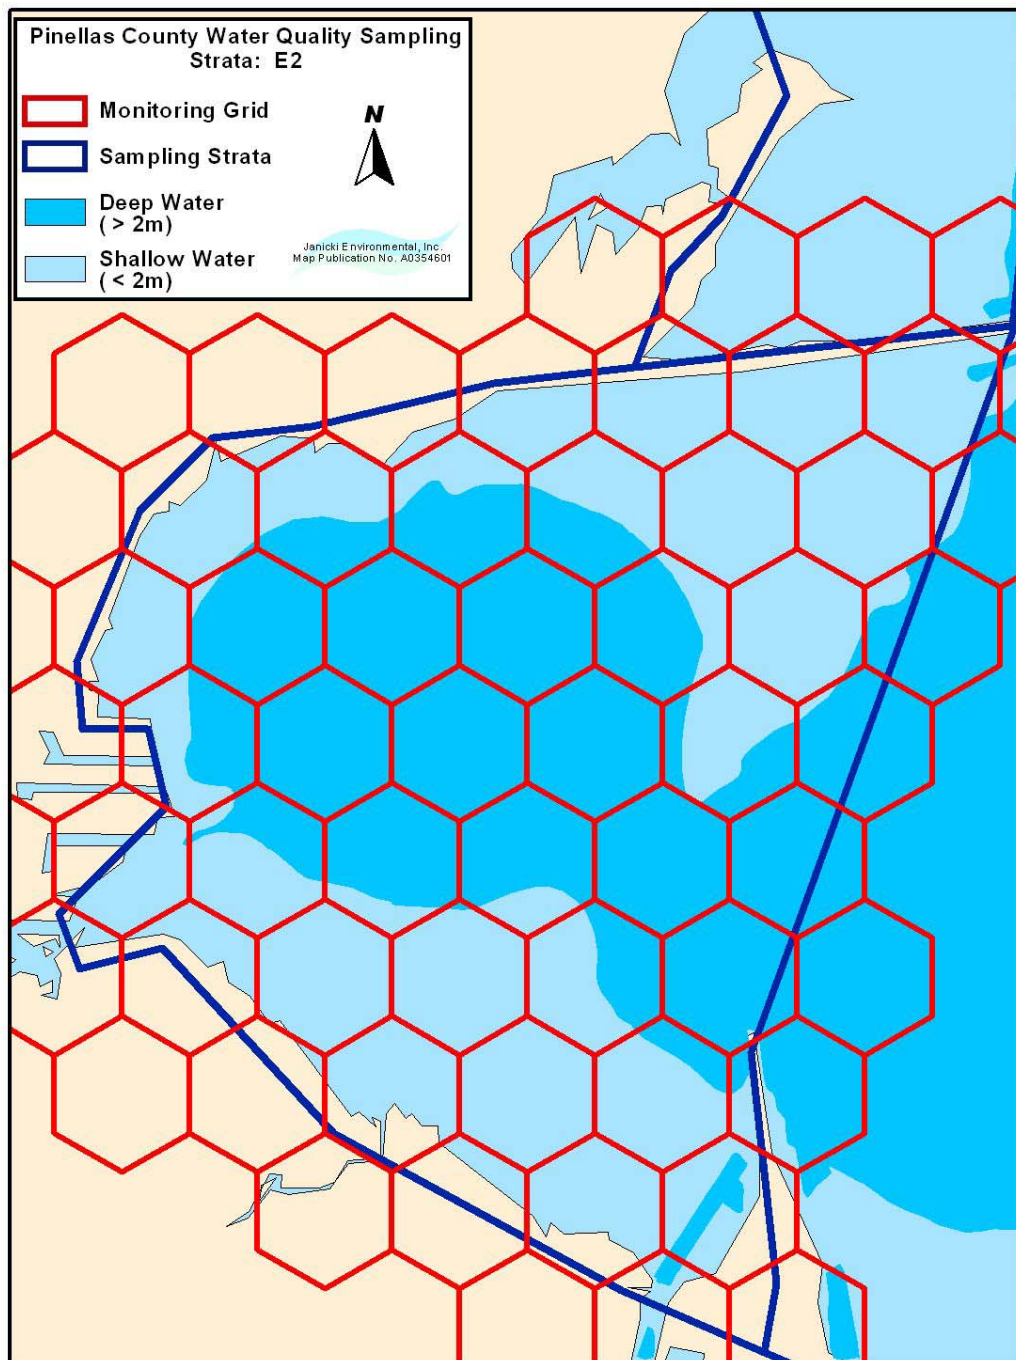 Pinellas County Water Quality Sampling
Strata: E2
Monitoring Grid
N
Sampling Strata
Deep Water
( > 2m)
Shallow Water
( < 2m)
Janicki Environmental, Inc.
Map Publication No. A0354601